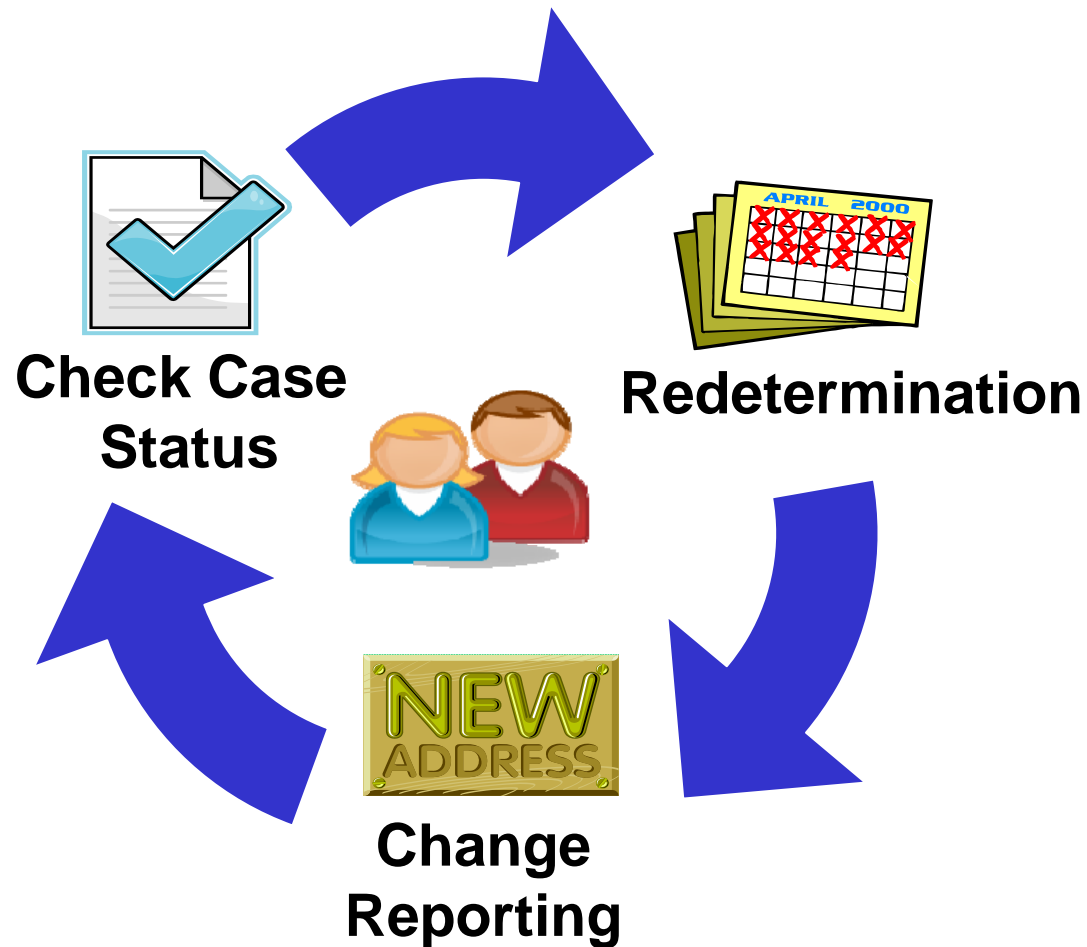 APRIL 2000
Check Case
Status
Redetermination
NEW
ADDRESS
Change
Reporting